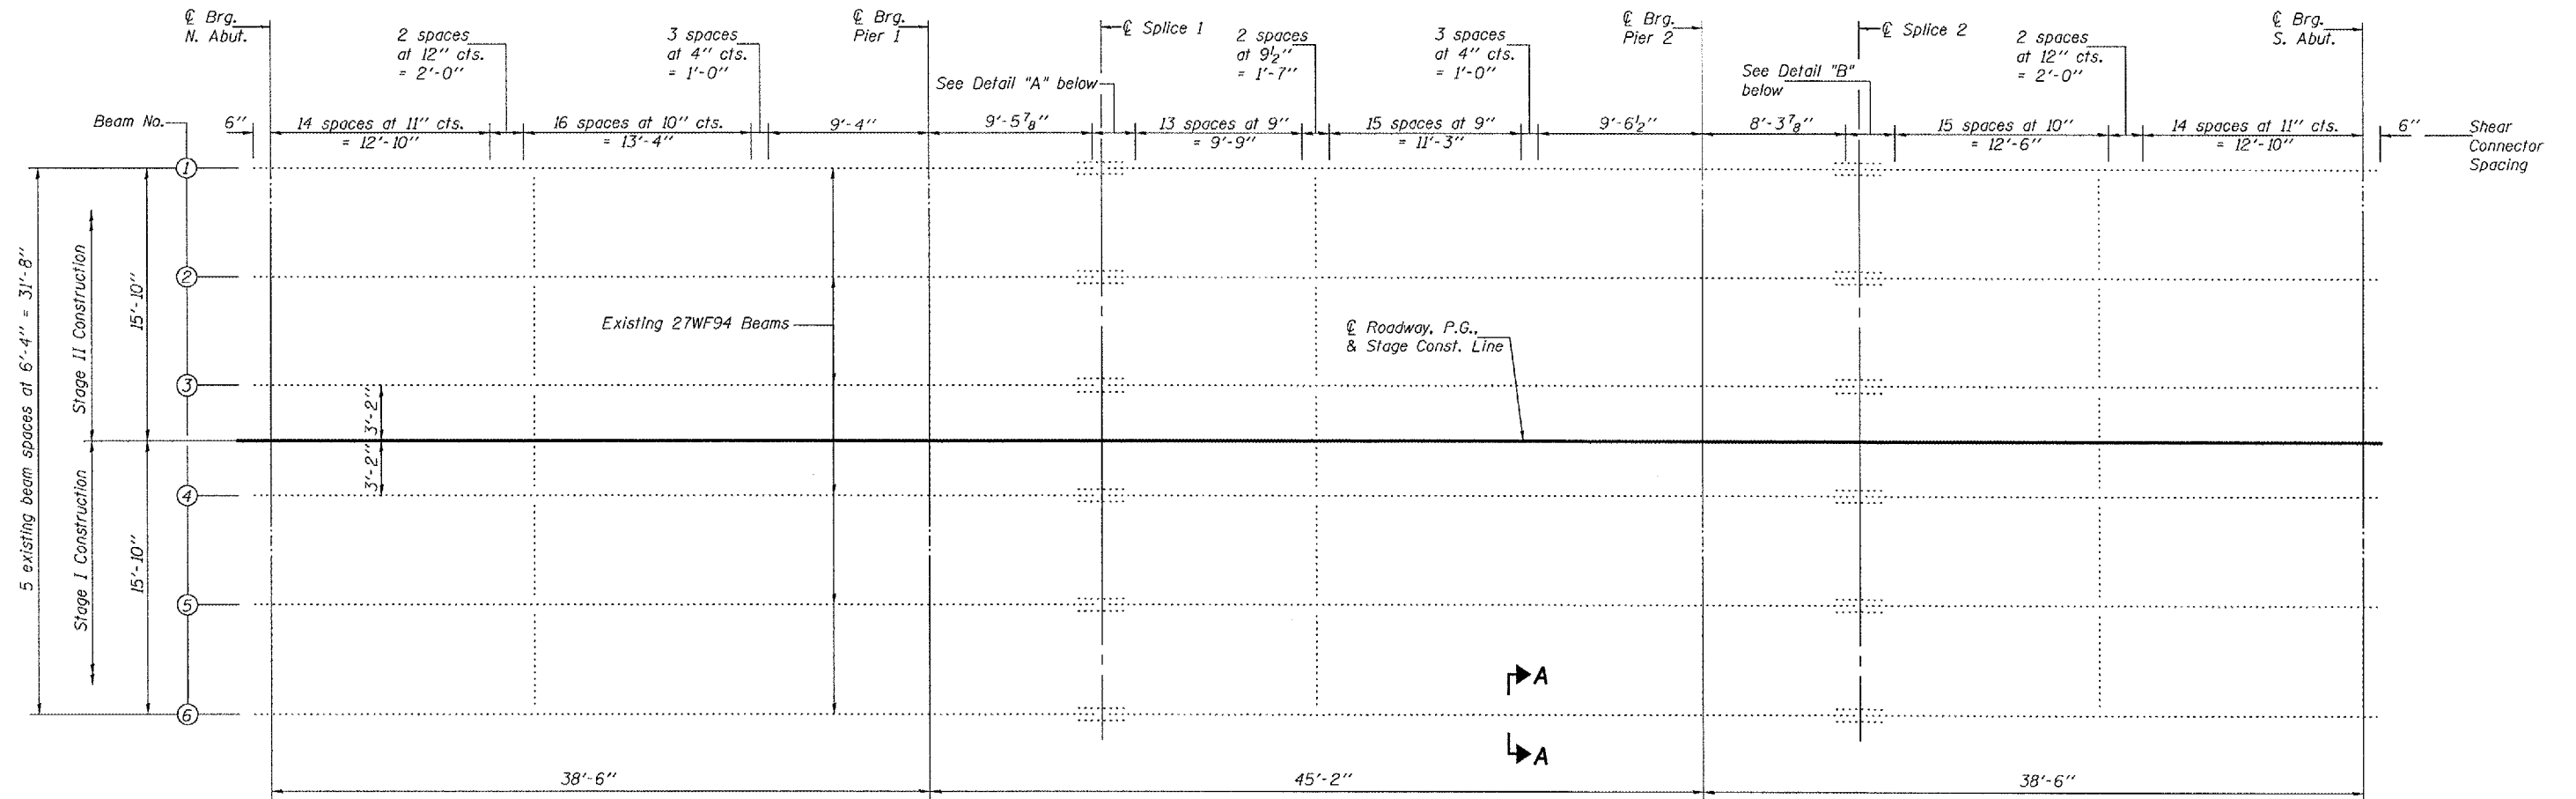 ℄ Brg.
N. Abut.
2 spaces
at 12" cts.
= 2'-0"
3 spaces
at 4" cts.
= 1'-0"
℄ Brg.
Pier 1
℄ Splice 1
2 spaces
at 9½"
= 1'-7"
3 spaces
at 4" cts.
= 1'-0"
℄ Brg.
Pier 2
℄ Splice 2
2 spaces
at 12" cts.
= 2'-0"
℄ Brg.
S. Abut.
See Detail "A" below
See Detail "B"
below
Beam No.
6"
14 spaces at 11" cts.
= 12'-10"
16 spaces at 10" cts.
= 13'-4"
9'-4"
9'-5⅞"
13 spaces at 9"
= 9'-9"
15 spaces at 9"
= 11'-3"
9'-6½"
8'-3⅞"
15 spaces at 10"
= 12'-6"
14 spaces at 11" cts.
= 12'-10"
6"
Shear
Connector
Spacing
1
2
3
4
5
6
5 existing beam spaces at 6'-4" = 31'-8"
Stage II Construction
Stage I Construction
15'-10"
15'-10"
3'-2"
3'-2"
Existing 27WF94 Beams
℄ Roadway, P.G.,
& Stage Const. Line
A
A
38'-6"
45'-2"
38'-6"